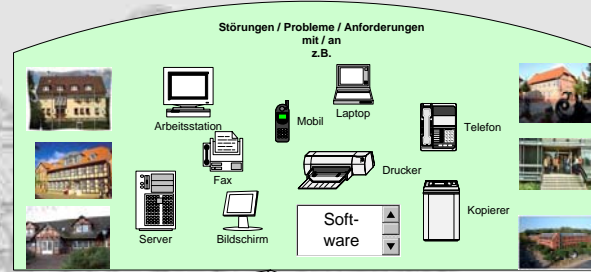 Störungen / Probleme / Anforderungen
mit / an
z.B.
Arbeitsstation
Mobil
Laptop
Telefon
Fax
Drucker
Server
Bildschirm
Soft-
ware
Kopierer